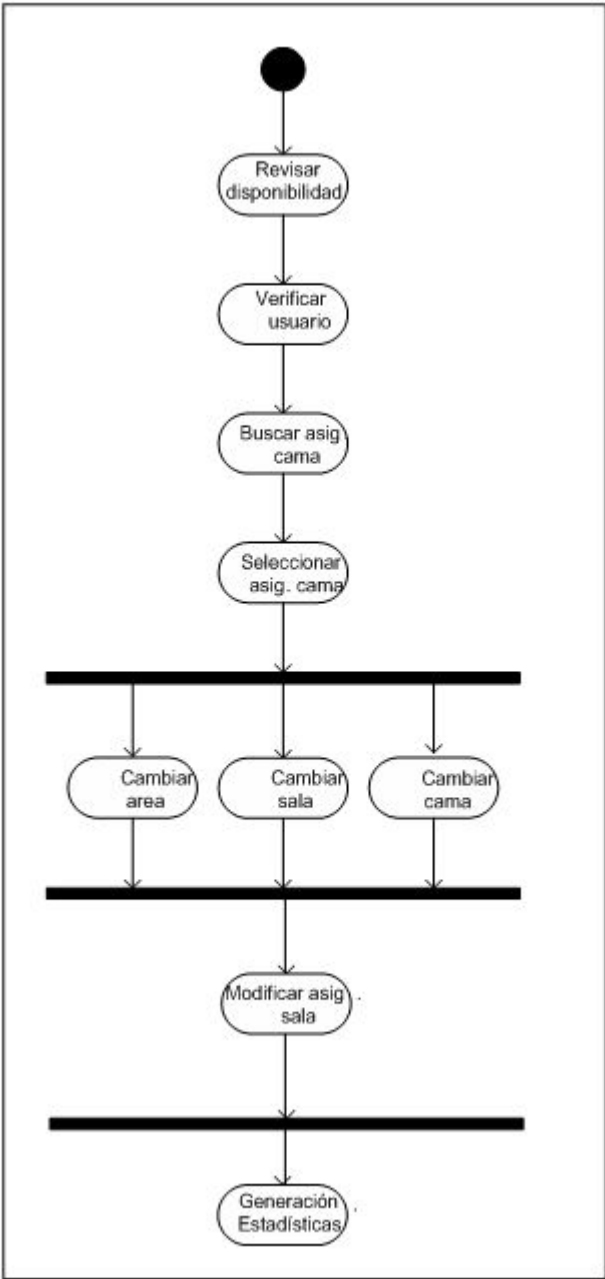 Revisar
disponibilidad
Verificar
usuario
Buscar asig.
cama
Seleccionar
asig. cama
Cambiar
area
Cambiar
sala
Cambiar
cama
Modificar asig .
sala
Generación .
Estadísticas